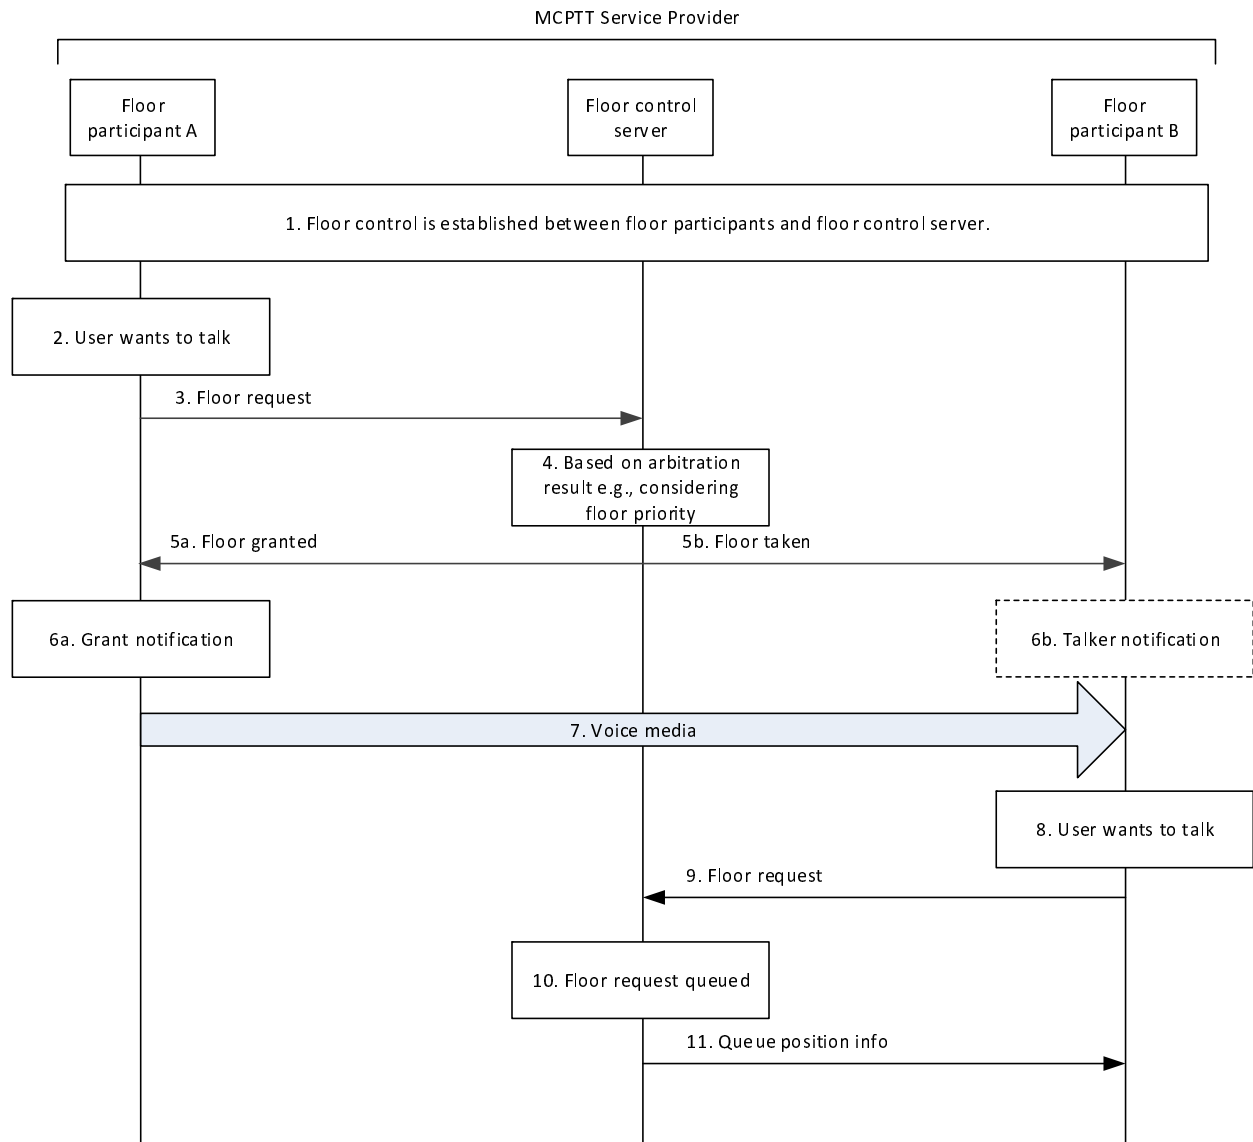 MCPTT Service Provider
Floor
participant A
Floor control
server
Floor
participant B
1. Floor control is established between floor participants and floor control server.
2. User wants to talk
3. Floor request
4. Based on arbitration
result e.g., considering
floor priority
5a. Floor granted
5b. Floor taken
6a. Grant notification
6b. Talker notification
7. Voice media
8. User wants to talk
9. Floor request
10. Floor request queued
11. Queue position info